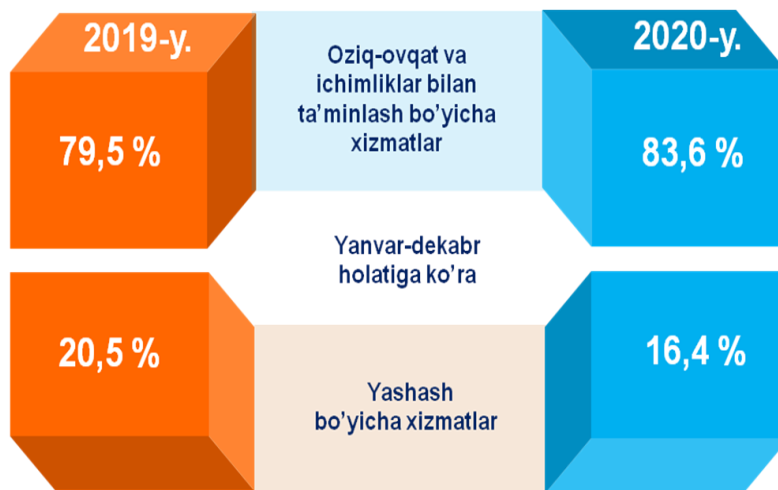 2019-y.
79,5 %
20,5 %
Oziq-ovqat va
ichimliklar bilan
ta’minlash bo’yicha
xizmatlar
Yanvar-dekabr
holatiga ko’ra
Yashash
bo’yicha xizmatlar
2020-y.
83,6 %
16,4 %